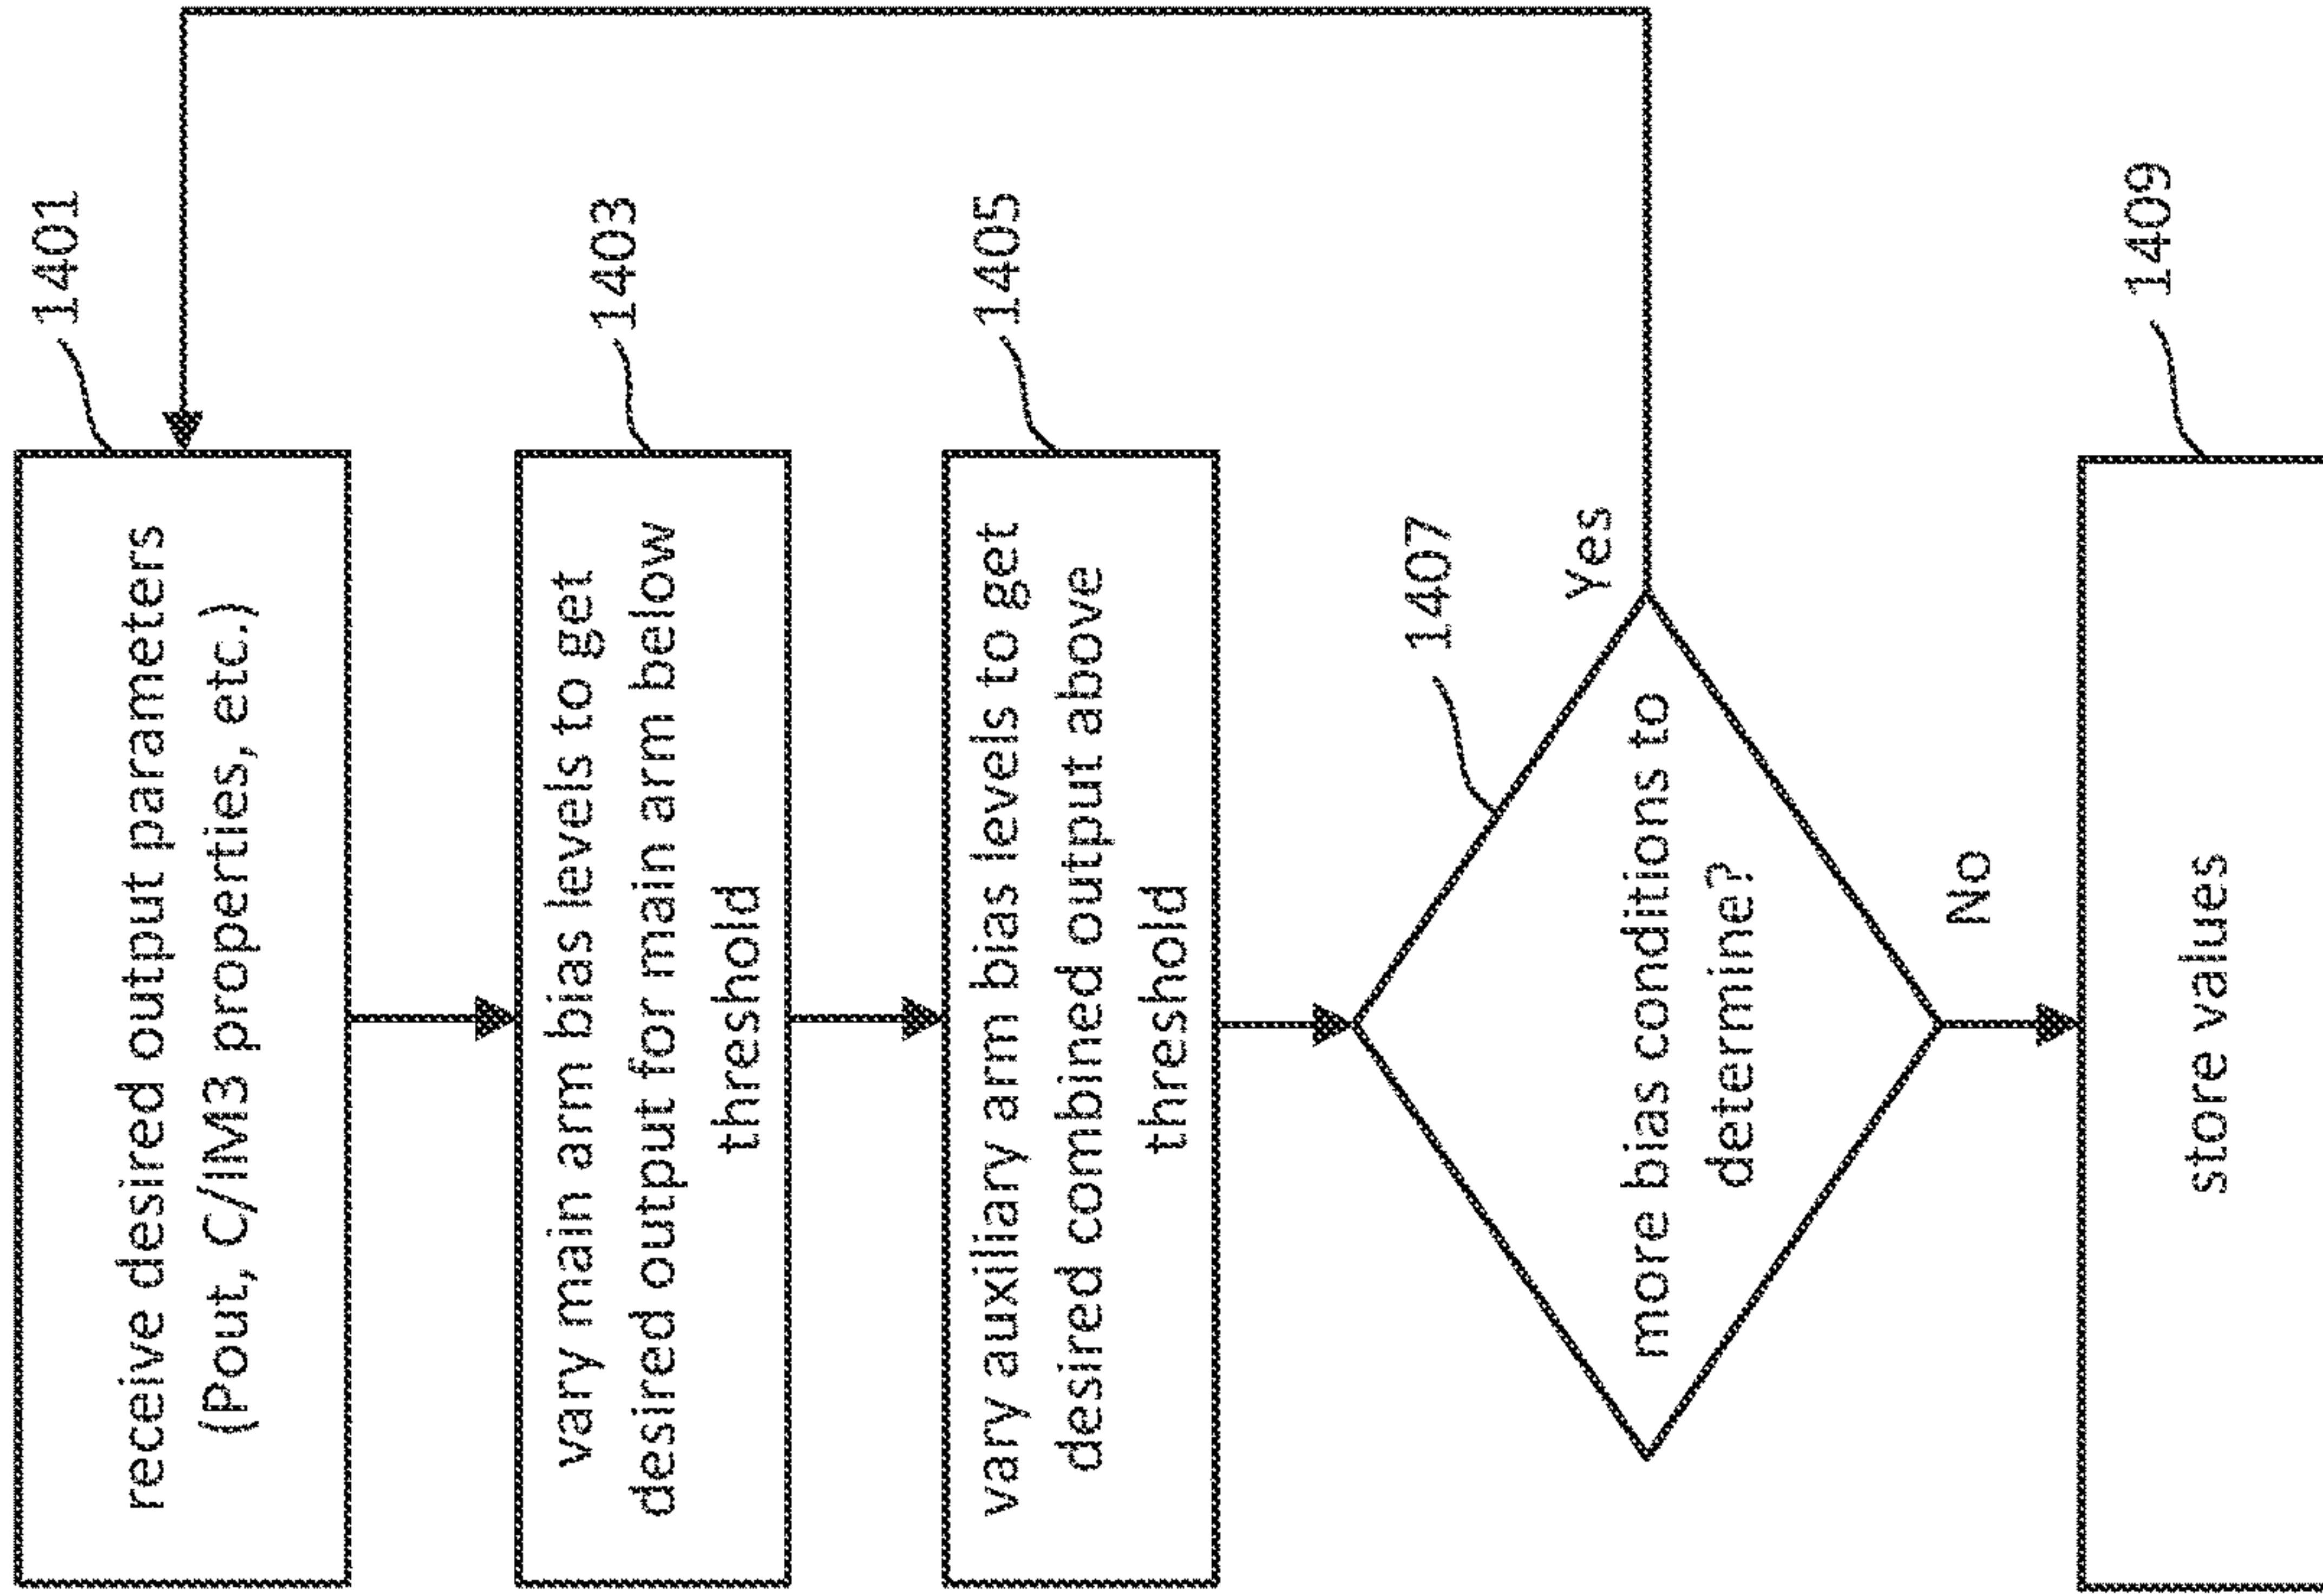 1401
receive desired output parameters
(Pout, C/IM3 properties, etc.)
1403
vary main arm bias levels to get
desired output for main arm below
threshold
1405
vary auxiliary arm bias levels to get
desired combined output above
threshold
1407
more bias conditions to
determine?
Yes
No
1409
store values